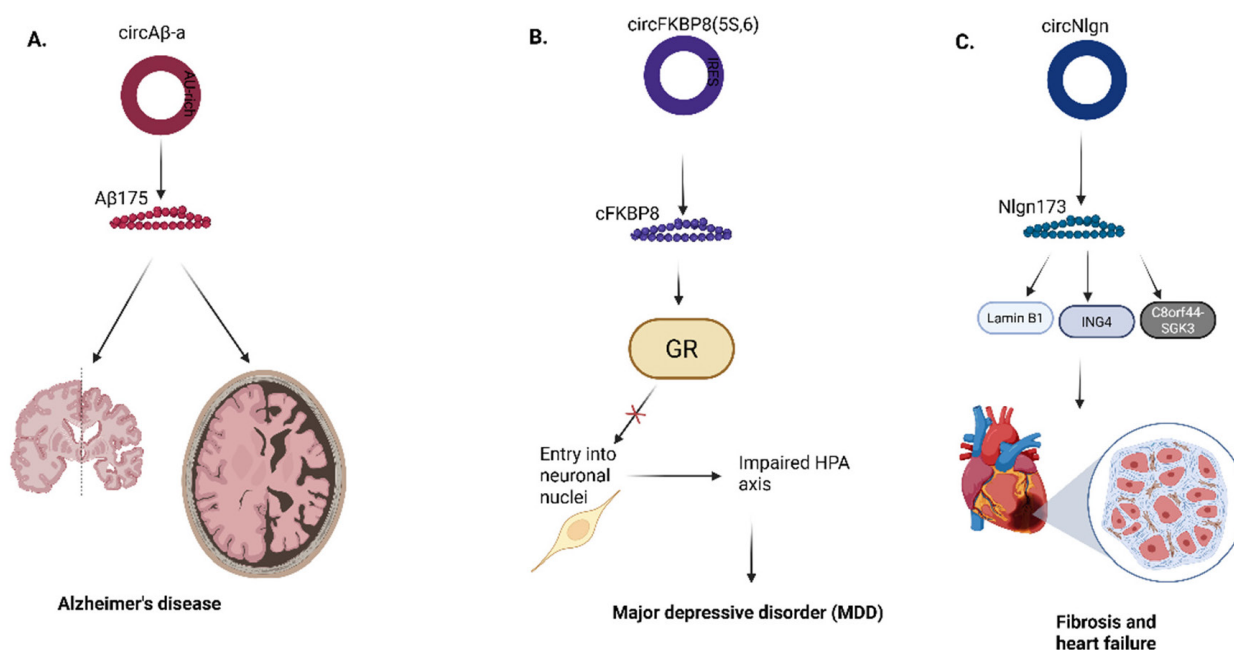 A.
circAβ-a
AU-rich
Aβ175
Alzheimer's disease
B.
circFKBP8(5S,6)
IRES
cFKBP8
GR
Entry into
neuronal
nuclei
Impaired HPA
axis
Major depressive disorder (MDD)
C.
circNlgn
Nlgn173
Lamin B1
ING4
C8orf44-
SGK3
Fibrosis and
heart failure